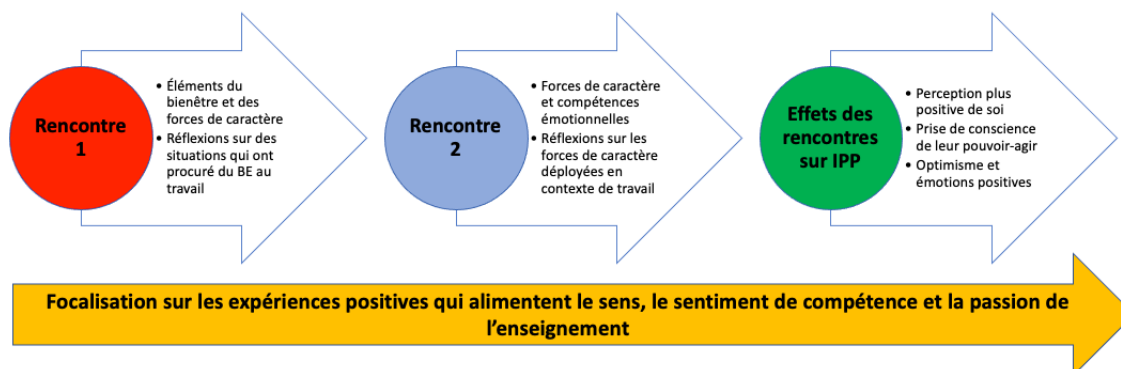 Rencontre
1
• Éléments du
bienêtre et des
forces de caractère
• Réflexions sur des
situations qui ont
procuré du BE au
travail
Rencontre
2
• Forces de caractère
et compétences
émotionnelles
• Réflexions sur les
forces de caractère
déployées en
contexte de travail
Effets des
rencontres
sur IPP
• Perception plus
positive de soi
• Prise de conscience
de leur pouvoir-agir
• Optimisme et
émotions positives
Focalisation sur les expériences positives qui alimentent le sens, le sentiment de compétence et la passion de
l'enseignement